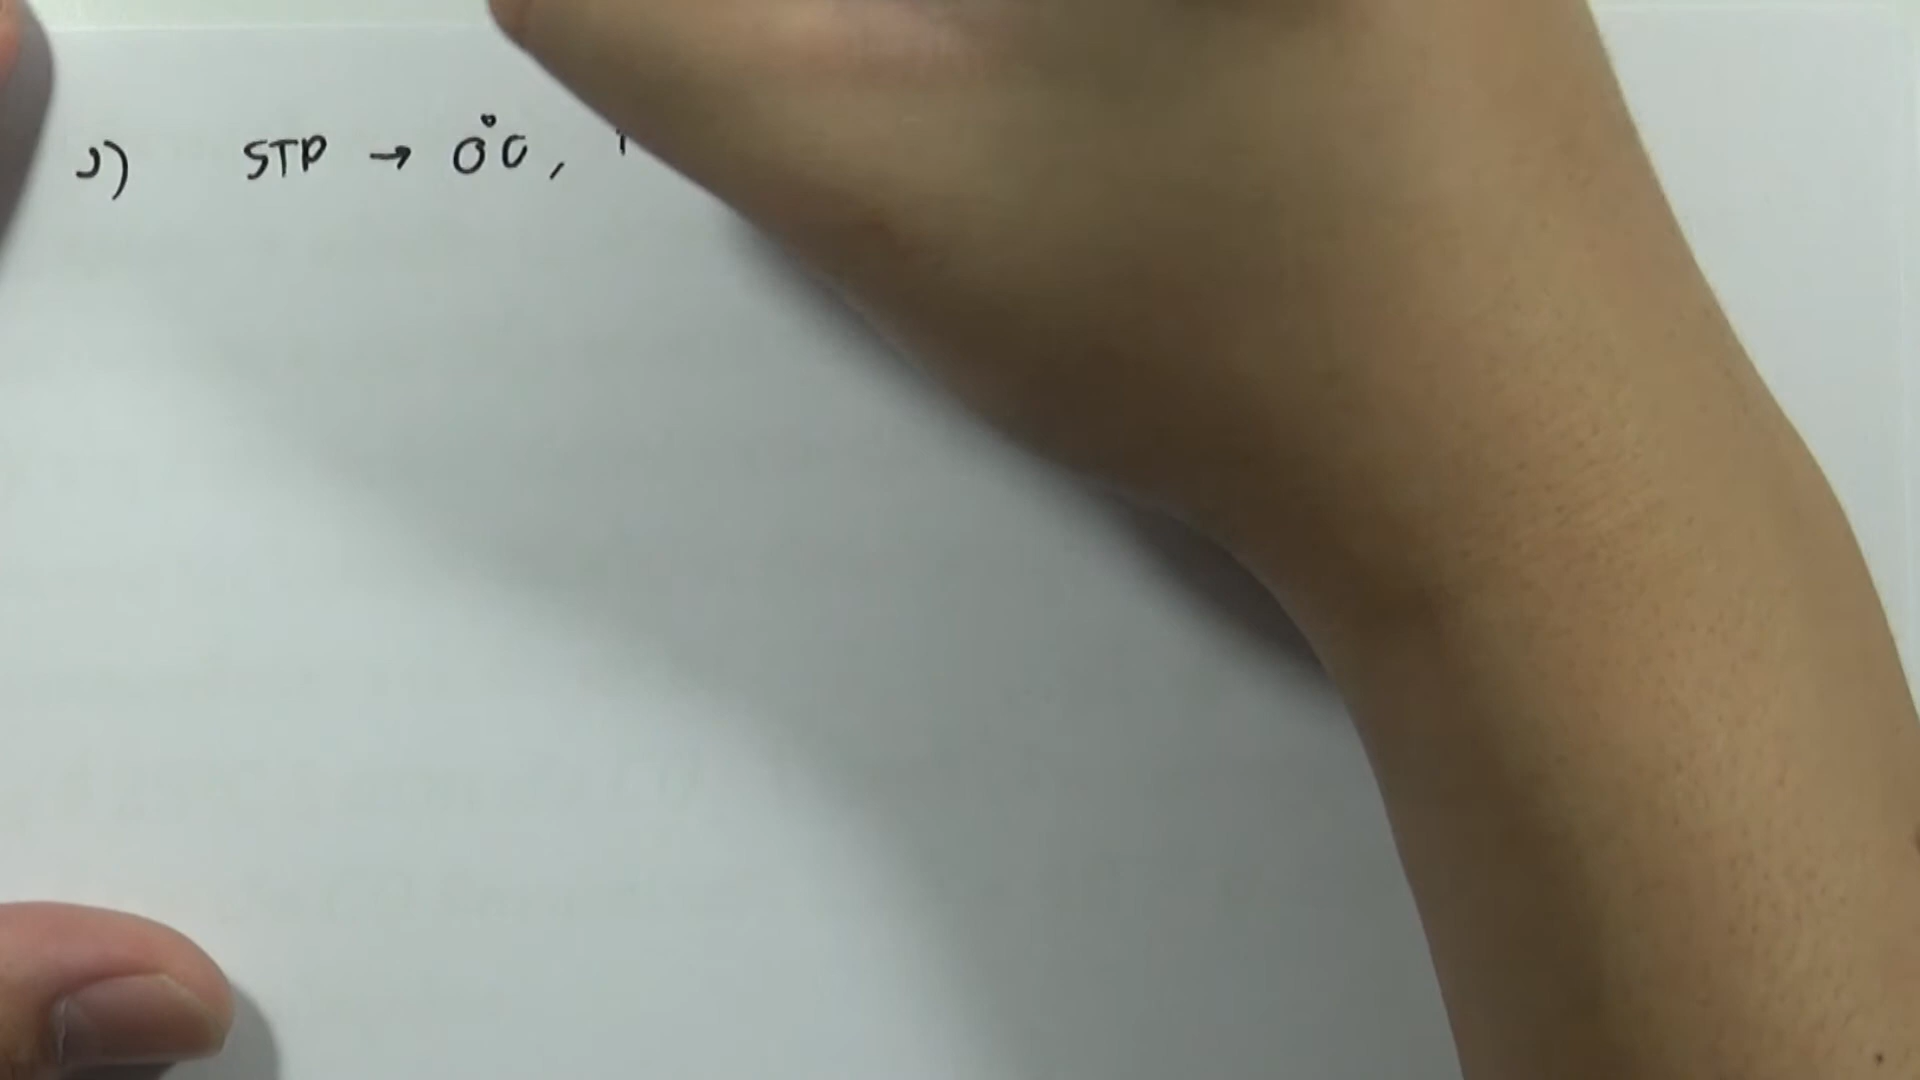 J) STP → 0°C,